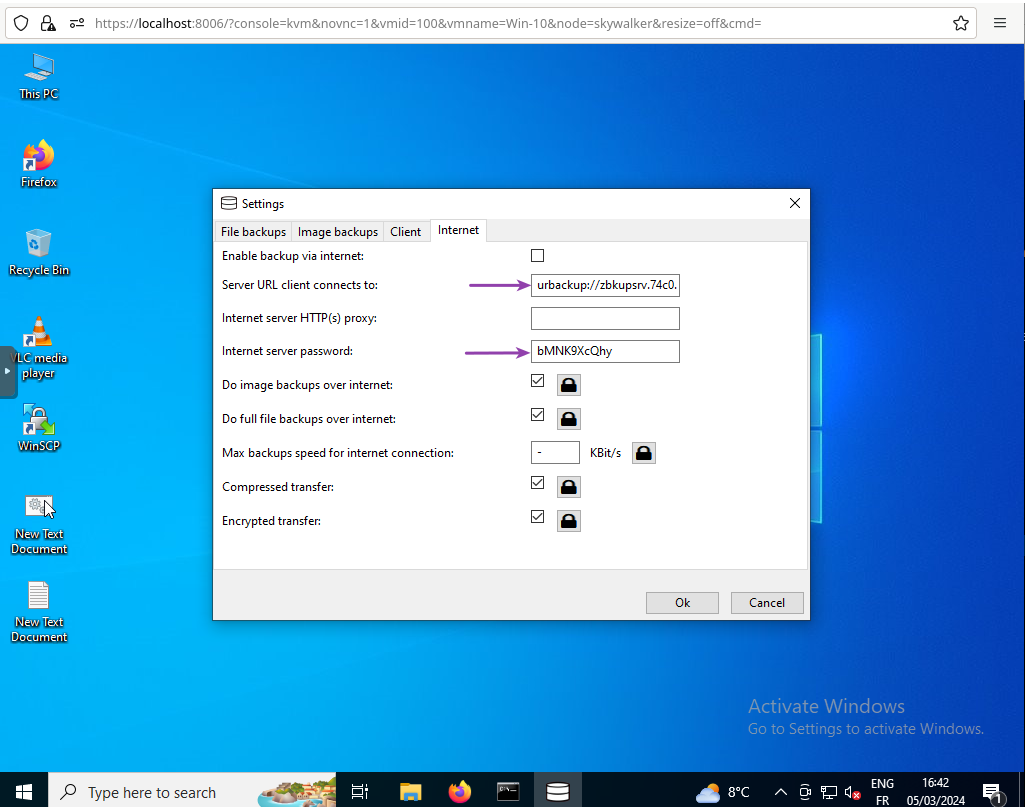 https://localhost:8006/?console=kvm&novnc=1&vmid=100&vmname=Win-10&node=skywalker&resize=off&cmd=
This PC
Firefox
Recycle Bin
VLC media
player
WinSCP
New Text
Document
New Text
Document
Settings
File backups Image backups Client Internet
Enable backup via internet:
Server URL client connects to: urbackup://zbkupsrv.74c0.
Internet server HTTP(s) proxy:
Internet server password: bMNK9XcQhy
Do image backups over internet:
Do full file backups over internet:
Max backups speed for internet connection: - KBit/s
Compressed transfer:
Encrypted transfer:
Ok Cancel
Activate Windows
Go to Settings to activate Windows.
Type here to search
8°C
ENG
FR
16:42
05/03/2024
1